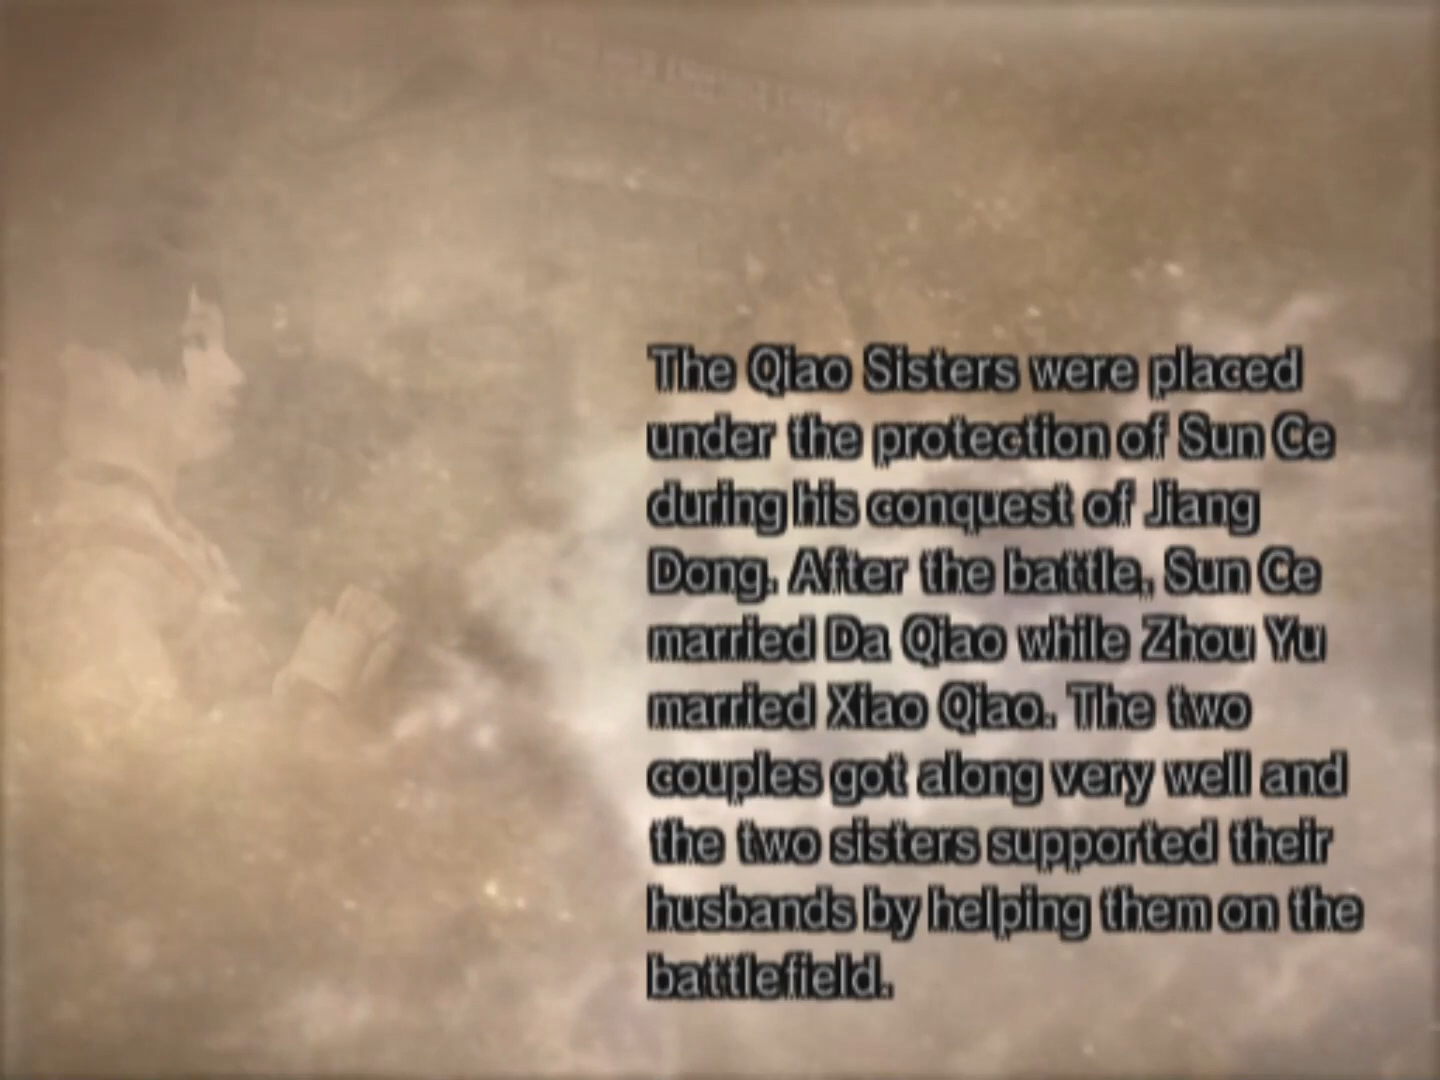 The Qiao Sisters were placed
under the protection of Sun Ce
during his conquest of Jiang
Dong. After the battle, Sun Ce
married Da Qiao while Zhou Yu
married Xiao Qiao. The two
couples got along very well and
the two sisters supported their
husbands by helping them on the
battlefield.